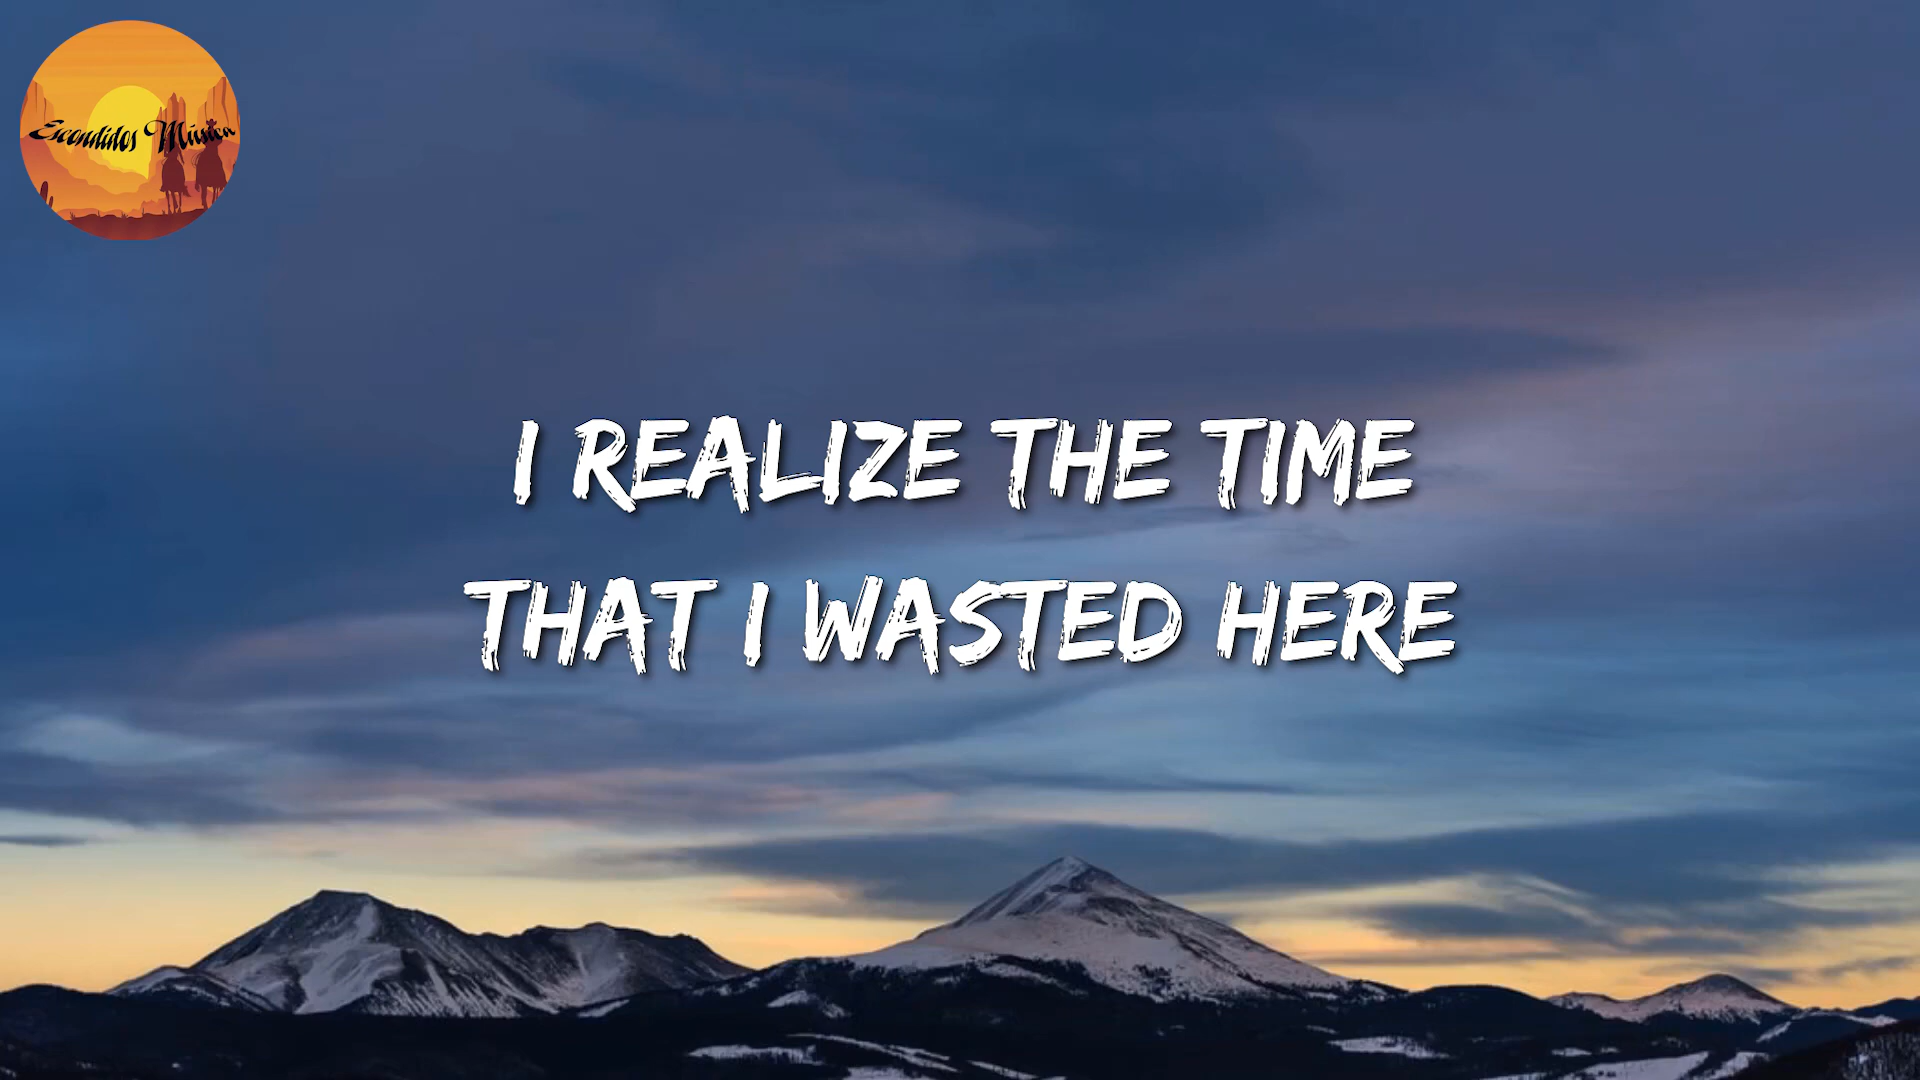 Escondidos Música
I REALIZE THE TIME
THAT I WASTED HERE